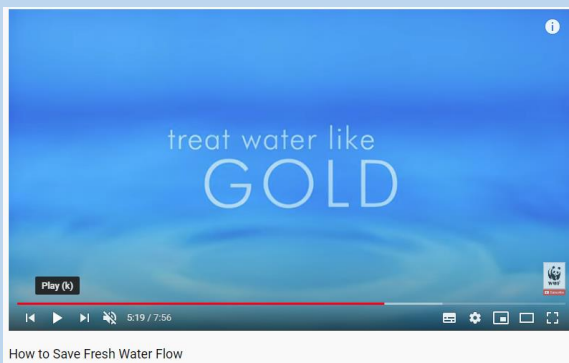 treat water like
GOLD
WWF
Play (k)
5:19 / 7:56
How to Save Fresh Water Flow